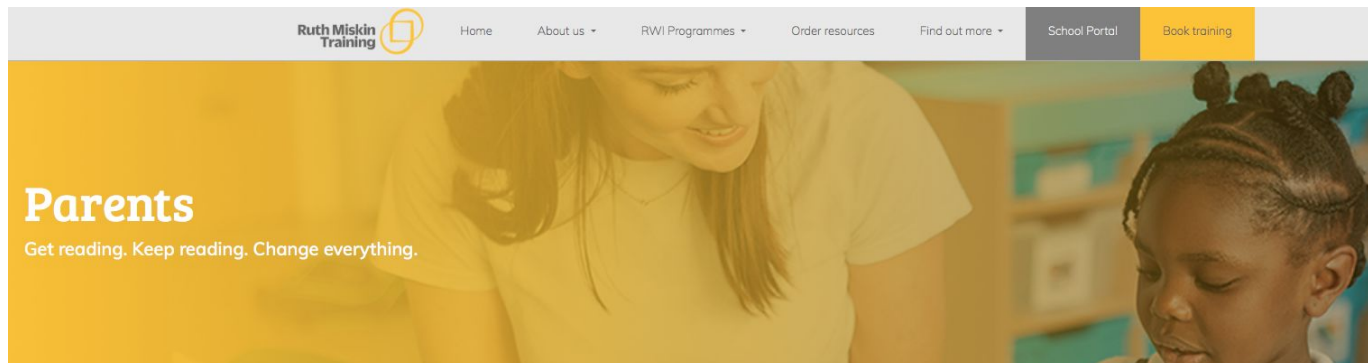 Ruth Miskin
Training
Home
About us
RWI Programmes
Order resources
Find out more
School Portal
Book training
Parents
Get reading. Keep reading. Change everything.